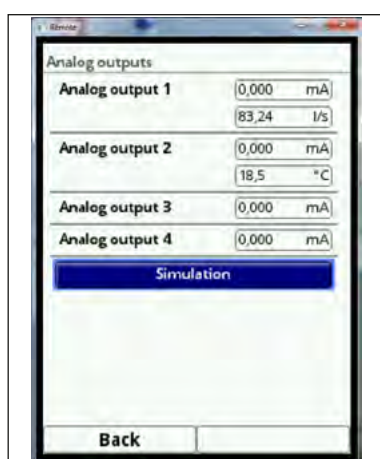 Remote
Analog outputs
Analog output 1 0,000 mA
83,24 l/s
Analog output 2 0,000 mA
18,5 °C
Analog output 3 0,000 mA
Analog output 4 0,000 mA
Simulation
Back